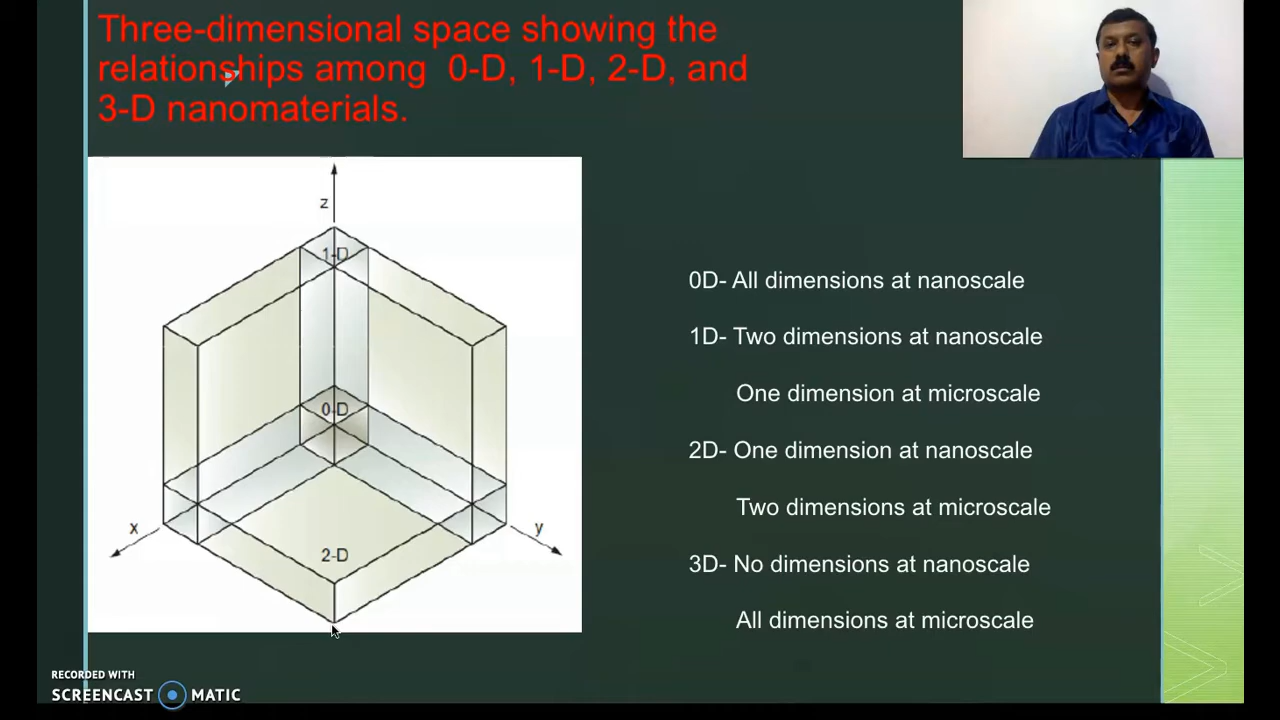 Three-dimensional space showing the
relationships among 0-D, 1-D, 2-D, and
3-D nanomaterials.
z
1-D
0-D
x
y
2-D
0D- All dimensions at nanoscale
1D- Two dimensions at nanoscale
One dimension at microscale
2D- One dimension at nanoscale
Two dimensions at microscale
3D- No dimensions at nanoscale
All dimensions at microscale
RECORDED WITH
SCREENCAST MATIC